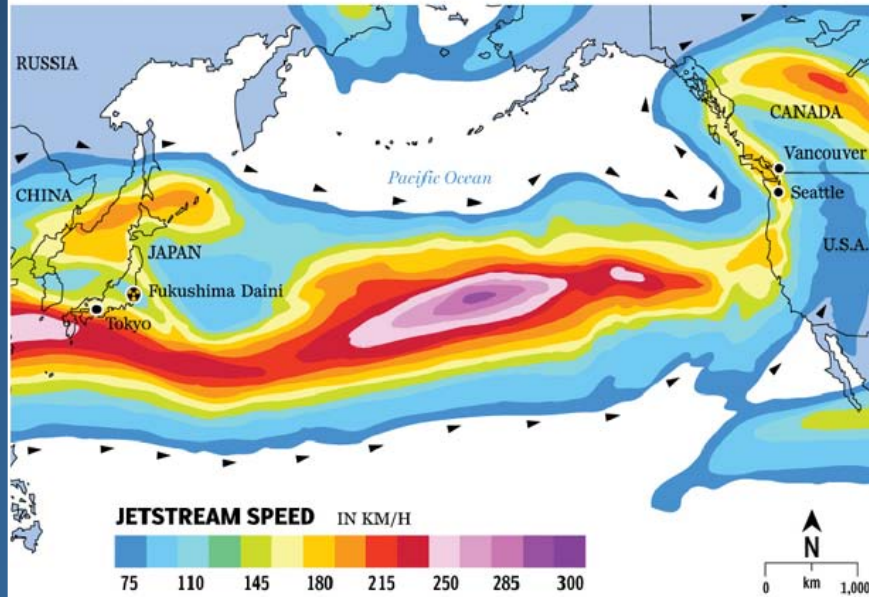 RUSSIA
CANADA
Vancouver
Pacific Ocean
CHINA
Seattle
JAPAN
U.S.A.
Fukushima Daini
Tokyo
JETSTREAM SPEED IN KM/H
75 110 145 180 215 250 285 300
N
0 km 1,000